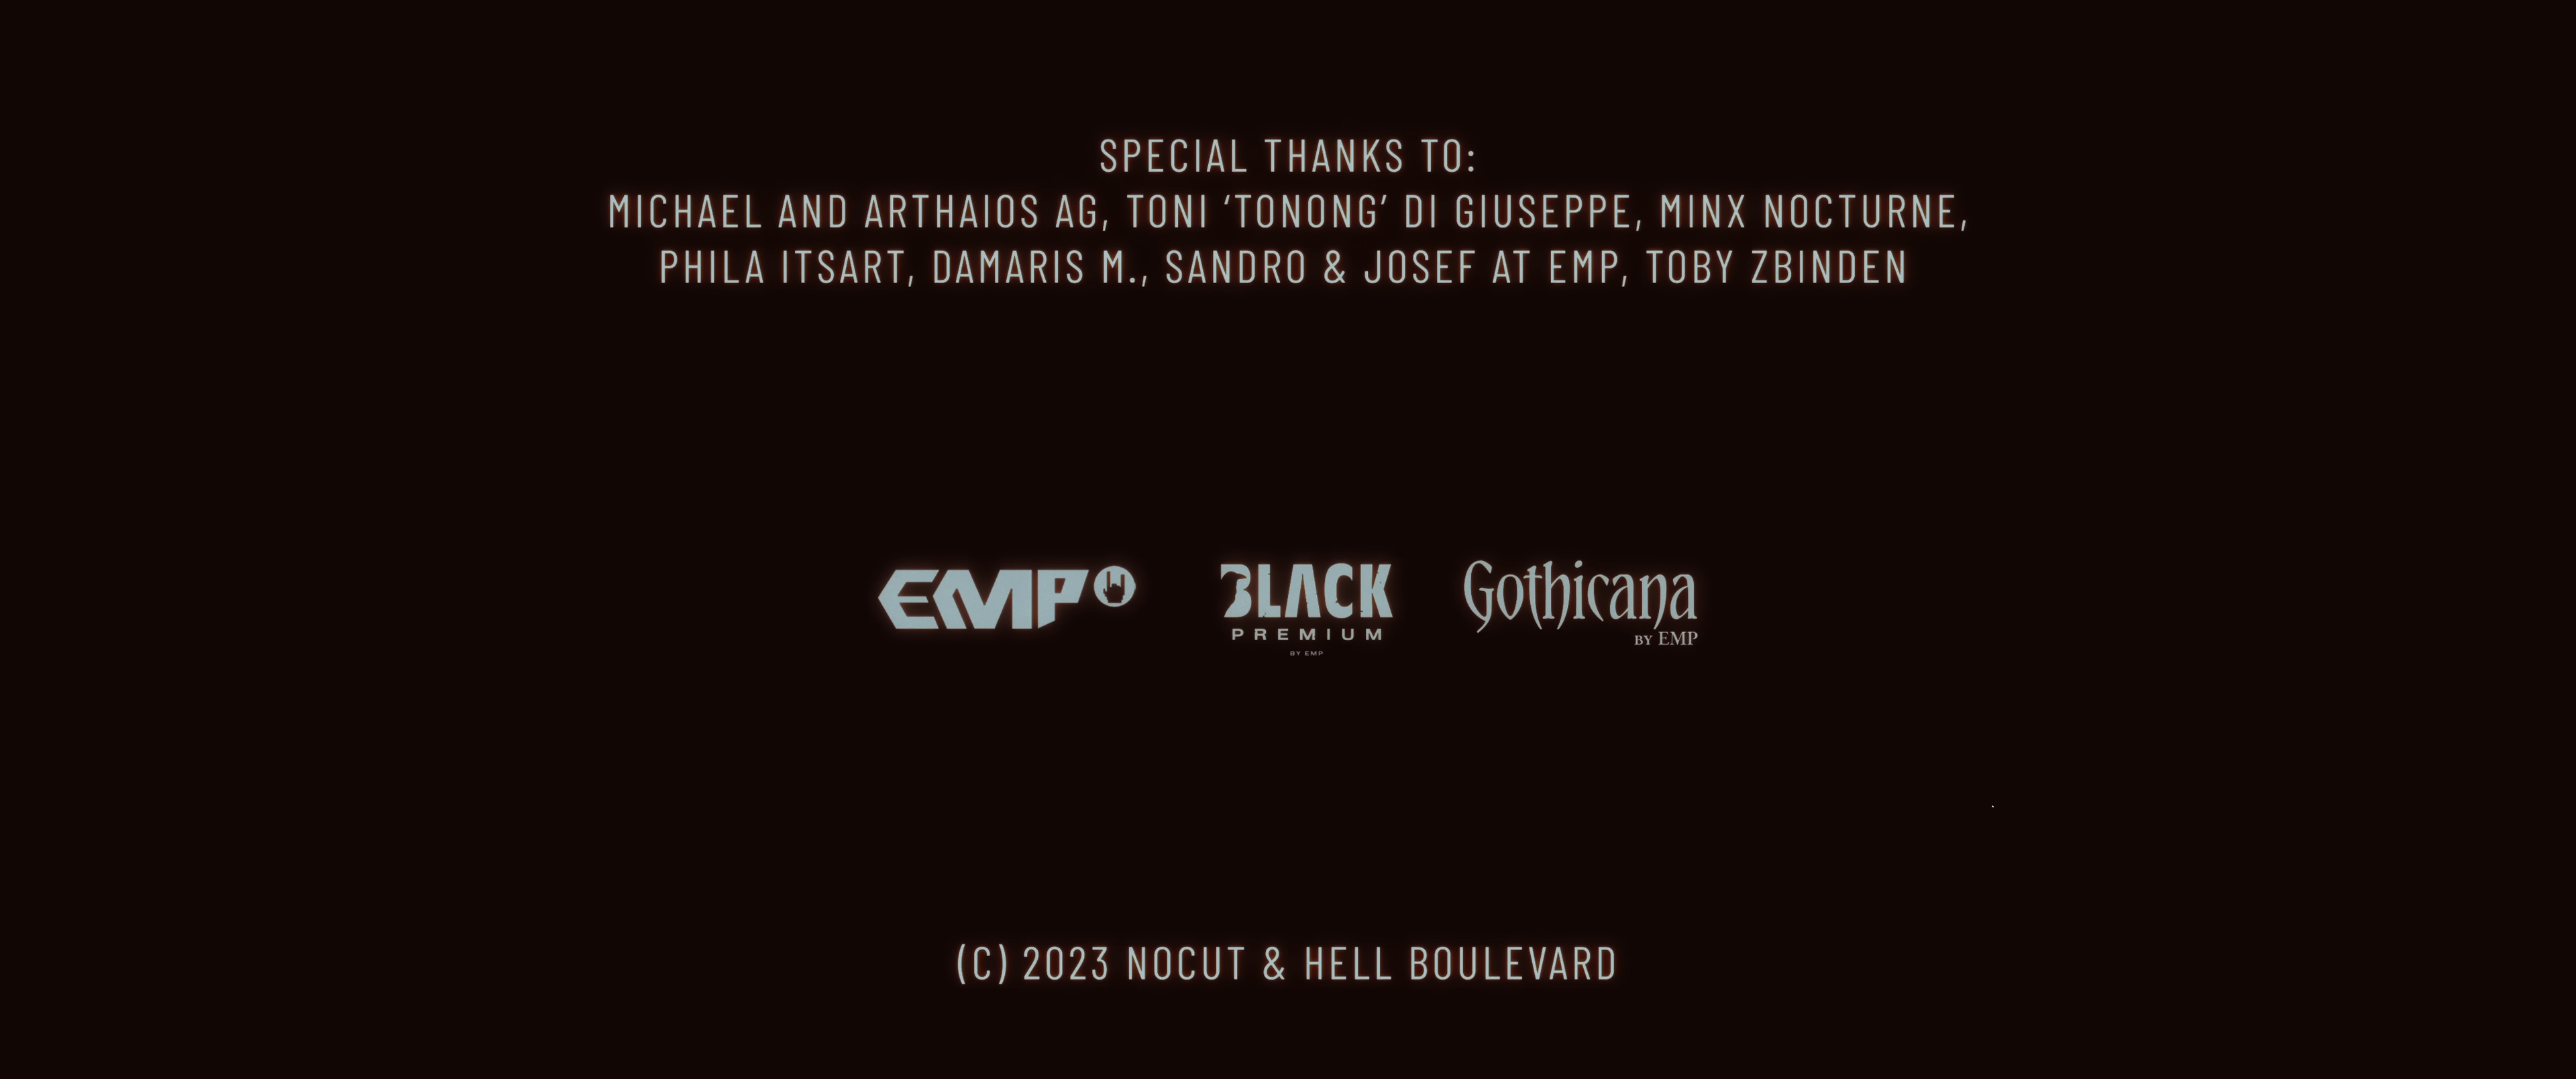 SPECIAL THANKS TO:
MICHAEL AND ARTHAIOS AG, TONI ‘TONONG’ DI GIUSEPPE, MINX NOCTURNE,
PHILA ITSART, DAMARIS M., SANDRO & JOSEF AT EMP, TOBY ZBINDEN
EMP
BLACK
PREMIUM
BY EMP
Gothicana
BY EMP
(C) 2023 NOCUT & HELL BOULEVARD